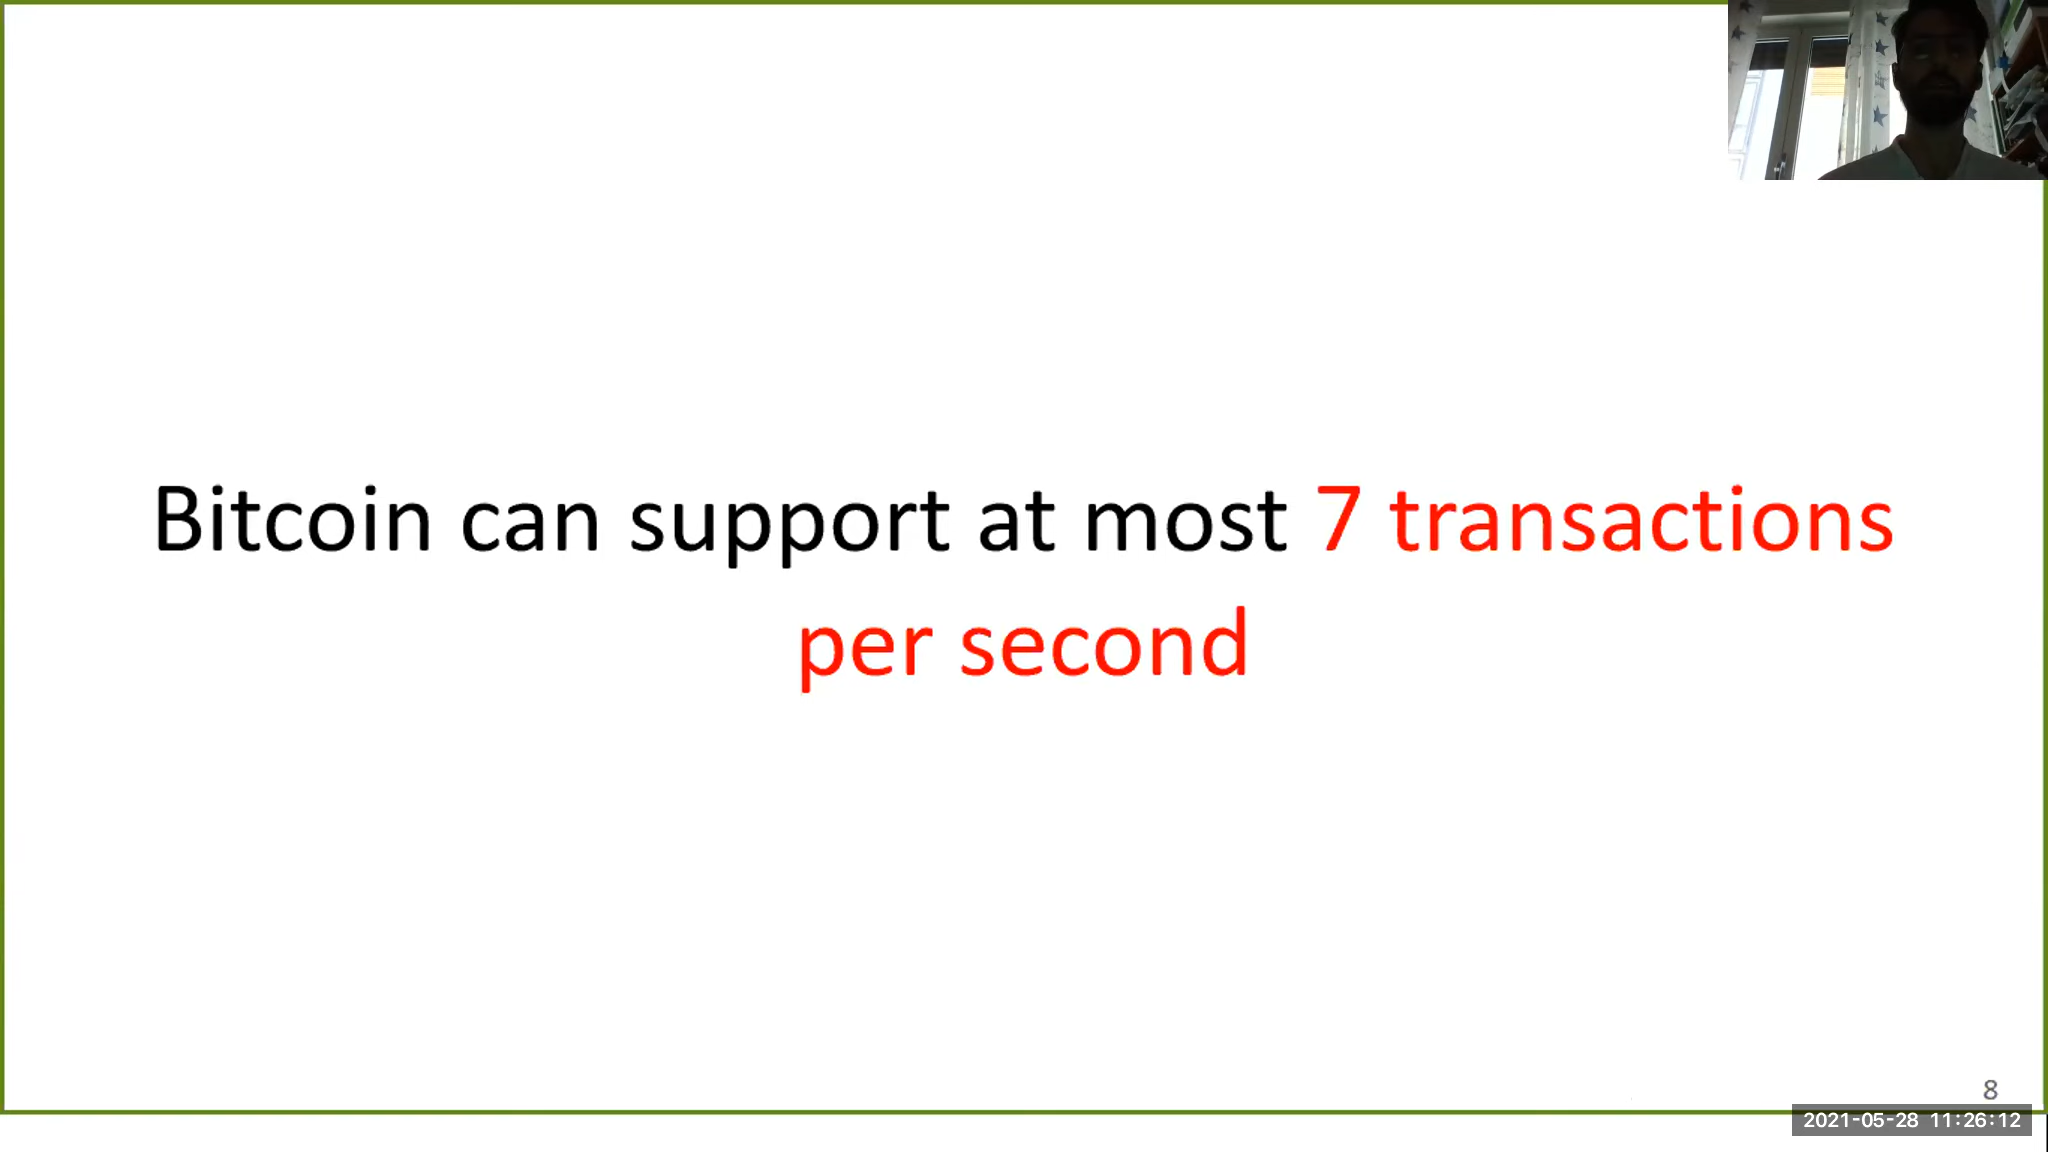 Bitcoin can support at most 7 transactions
per second
8
2021-05-28 11:26:12